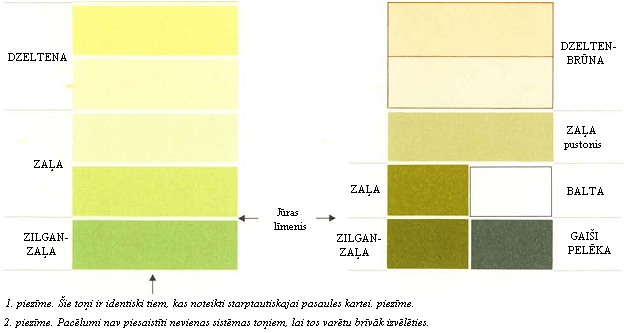 DZELTENA
ZAĻA
ZILGAN-
ZAĻA
Jūras
līmenis
DZELTEN-
BRŪNA
ZAĻA
pustonis
ZAĻA
BALTA
ZILGAN-
ZAĻA
GAIŠI
PELĒKA
1. piezīme. Šie toņi ir identiski tiem, kas noteikti starptautiskajai pasaules kartei. piezīme.
2. piezīme. Pacēlumi nav piesaistīti nevienas sistēmas toņiem, lai tos varētu brīvāk izvēlēties.